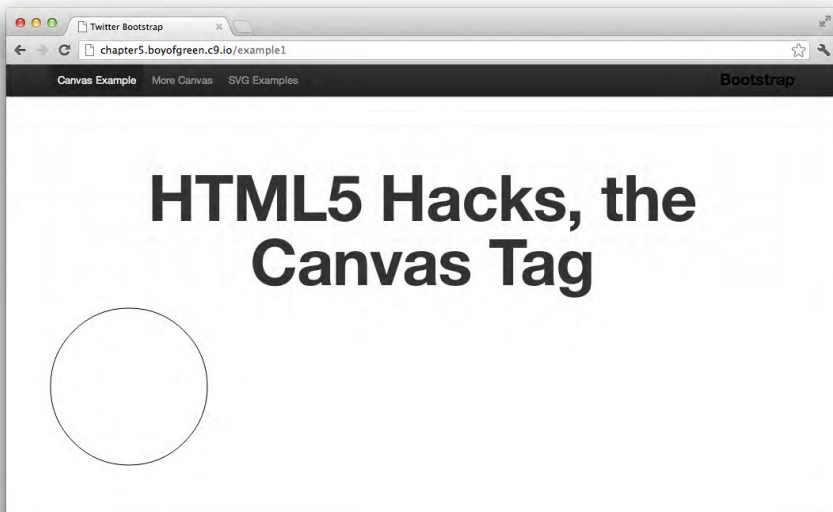 Twitter Bootstrap
chapter5.boyofgreen.c9.io/example1
Canvas Example More Canvas SVG Examples Bootstrap
HTML5 Hacks, the
Canvas Tag